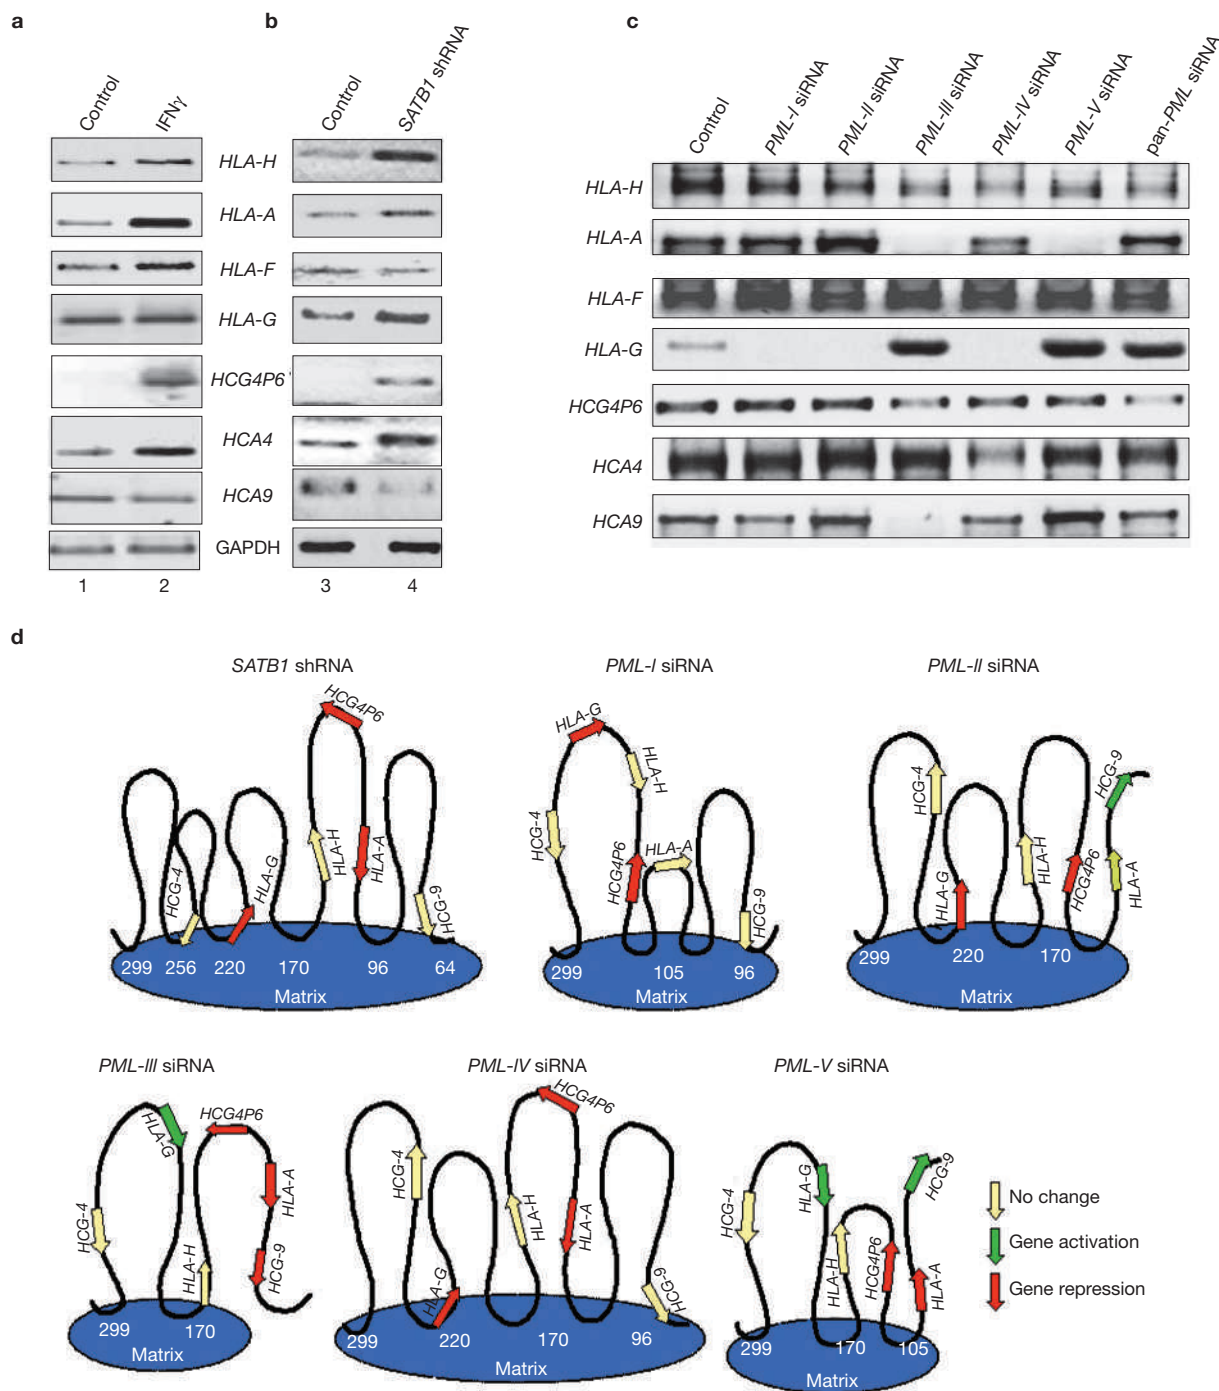 a
b
c
Control
IFNγ
Control
SATB1 shRNA
Control
PML-I siRNA
PML-II siRNA
PML-III siRNA
PML-IV siRNA
PML-V siRNA
pan-PML siRNA
HLA-H
HLA-A
HLA-F
HLA-G
HCG4P6
HCA4
HCA9
GAPDH
1
2
3
4
HLA-H
HLA-A
HLA-F
HLA-G
HCG4P6
HCA4
HCA9
d
SATB1 shRNA
HCG4P6
HCG-4
HLA-G
HLA-H
HLA-A
HCG-9
299 256 220 170 96 64
Matrix
PML-I siRNA
HLA-G
HLA-H
HCG-4
HCG4P6
HLA-A
HCG-9
299 105 96
Matrix
PML-II siRNA
HCG-4
HLA-G
HLA-H
HCG4P6
HCG-9
HLA-A
299 220 170
Matrix
PML-III siRNA
HLA-G
HCG4P6
HCG-4
HLA-H
HLA-A
HCG-9
299 170
Matrix
PML-IV siRNA
HCG4P6
HCG-4
HLA-G
HLA-H
HLA-A
HCG-9
299 220 170 96
Matrix
PML-V siRNA
HCG-4
HLA-G
HLA-H
HCG4P6
HCG-9
HLA-A
299 170 105
Matrix
No change
Gene activation
Gene repression